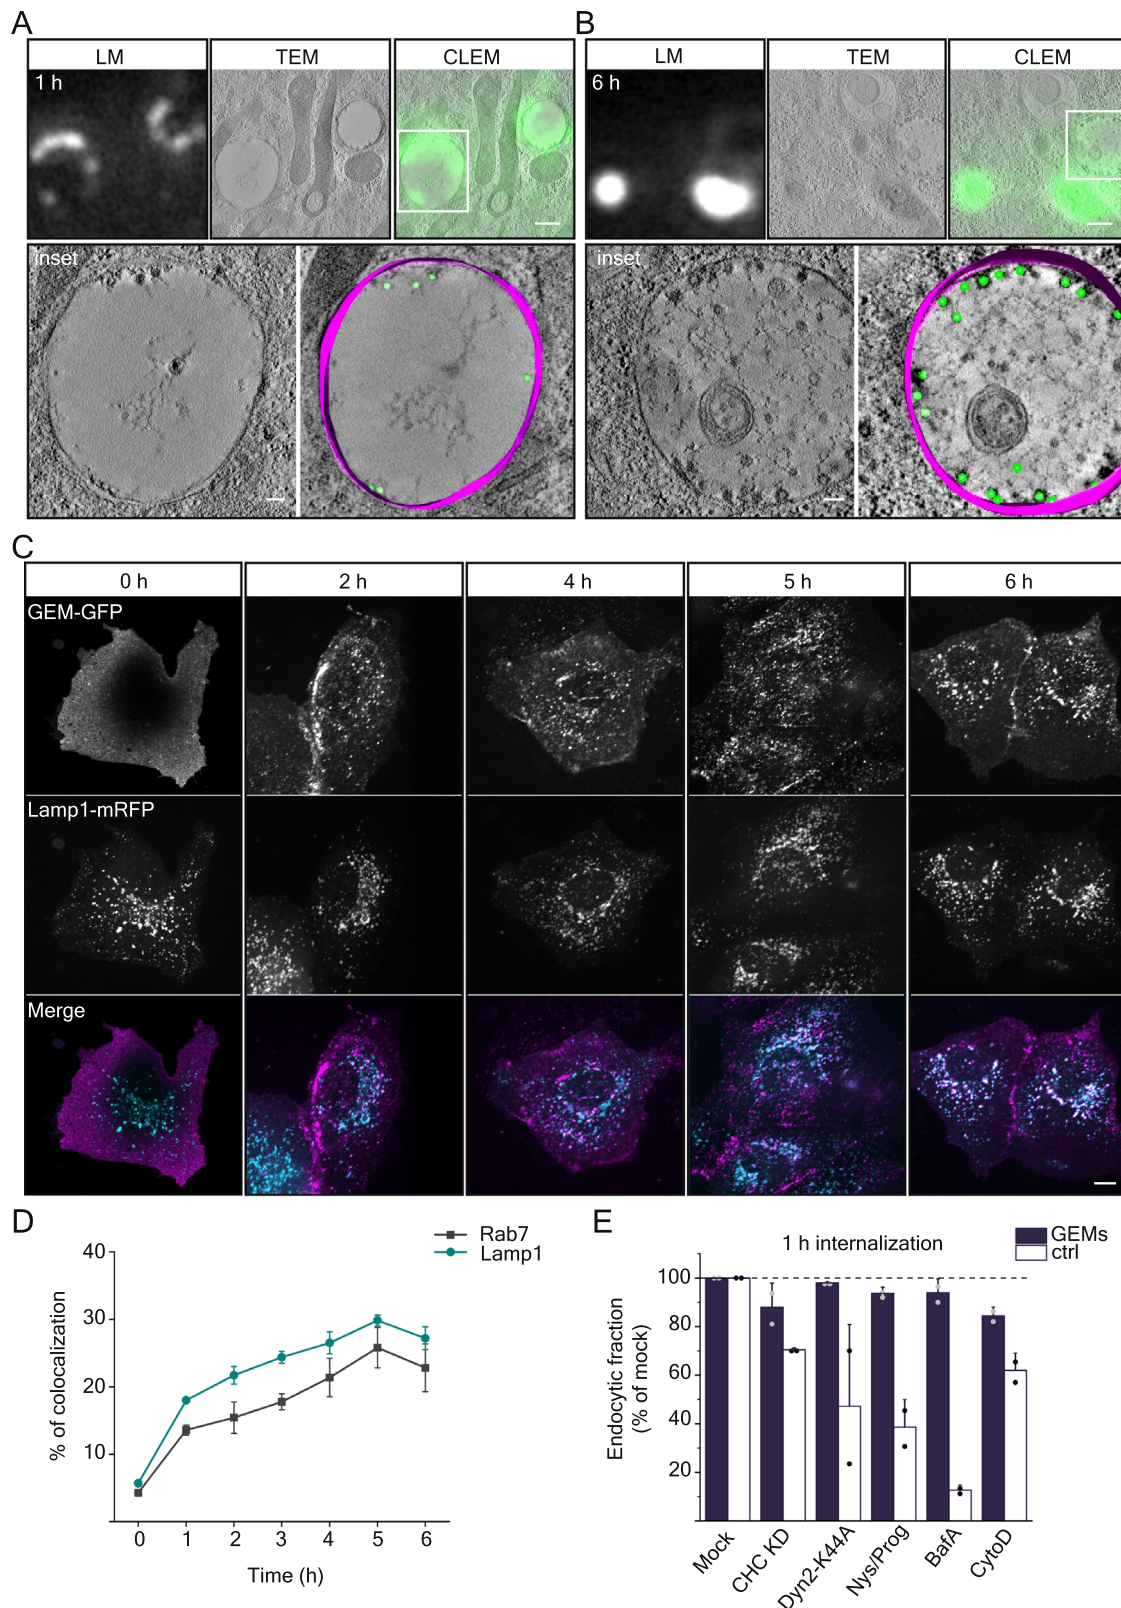 A
LM
TEM
CLEM
1 h
inset
B
LM
TEM
CLEM
6 h
inset
C
0 h
2 h
4 h
5 h
6 h
GEM-GFP
Lamp1-mRFP
Merge
D
Rab7
Lamp1
% of colocalization
40
30
20
10
0 1 2 3 4 5 6
Time (h)
E
GEMs
ctrl
1 h internalization
Endocytic fraction
(% of mock)
100
80
60
40
20
Mock
CHC KD
Dyn2-K44A
Nys/Prog
BafA
CytoD